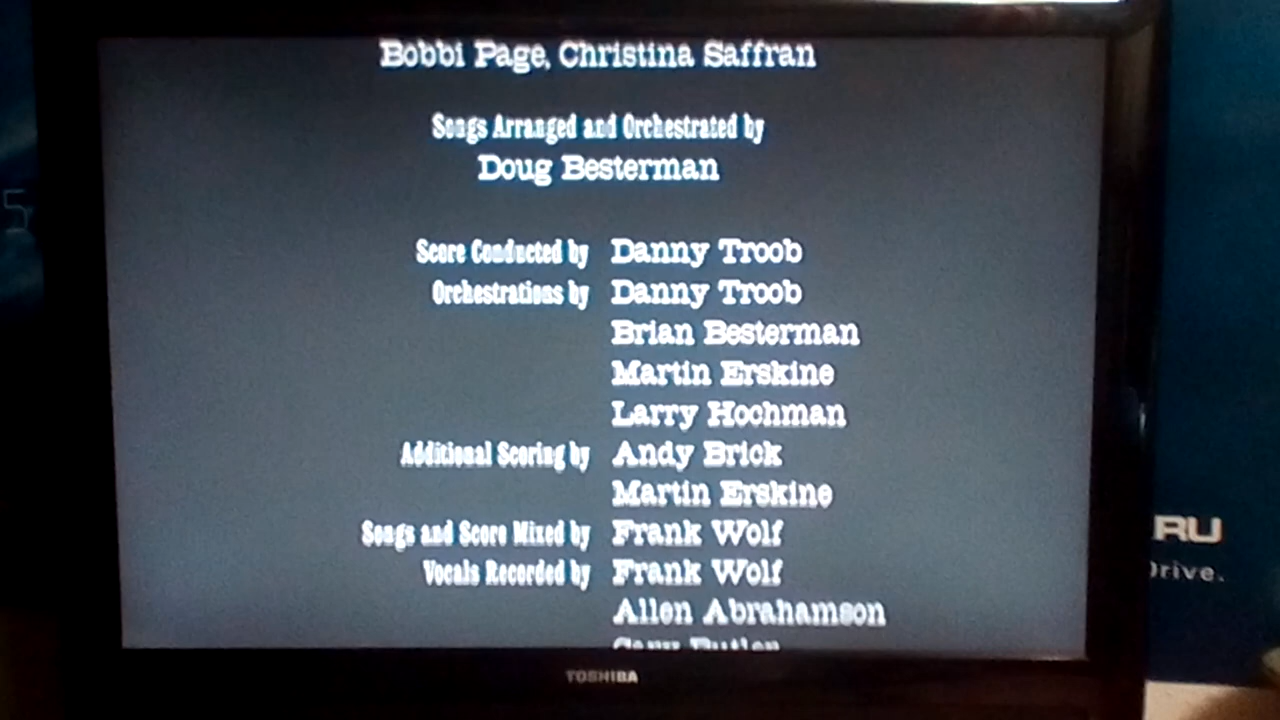 Bobbi Page, Christina Saffran
Songs Arranged and Orchestrated by
Doug Besterman
Score Conducted by Danny Troob
Orchestrations by Danny Troob
Brian Besterman
Martin Erskine
Larry Hochman
Additional Scoring by Andy Brick
Martin Erskine
Songs and Score Mixed by Frank Wolf
Vocals Recorded by Frank Wolf
Allen Abrahamson
TOSHIBA
5
RU
Drive.